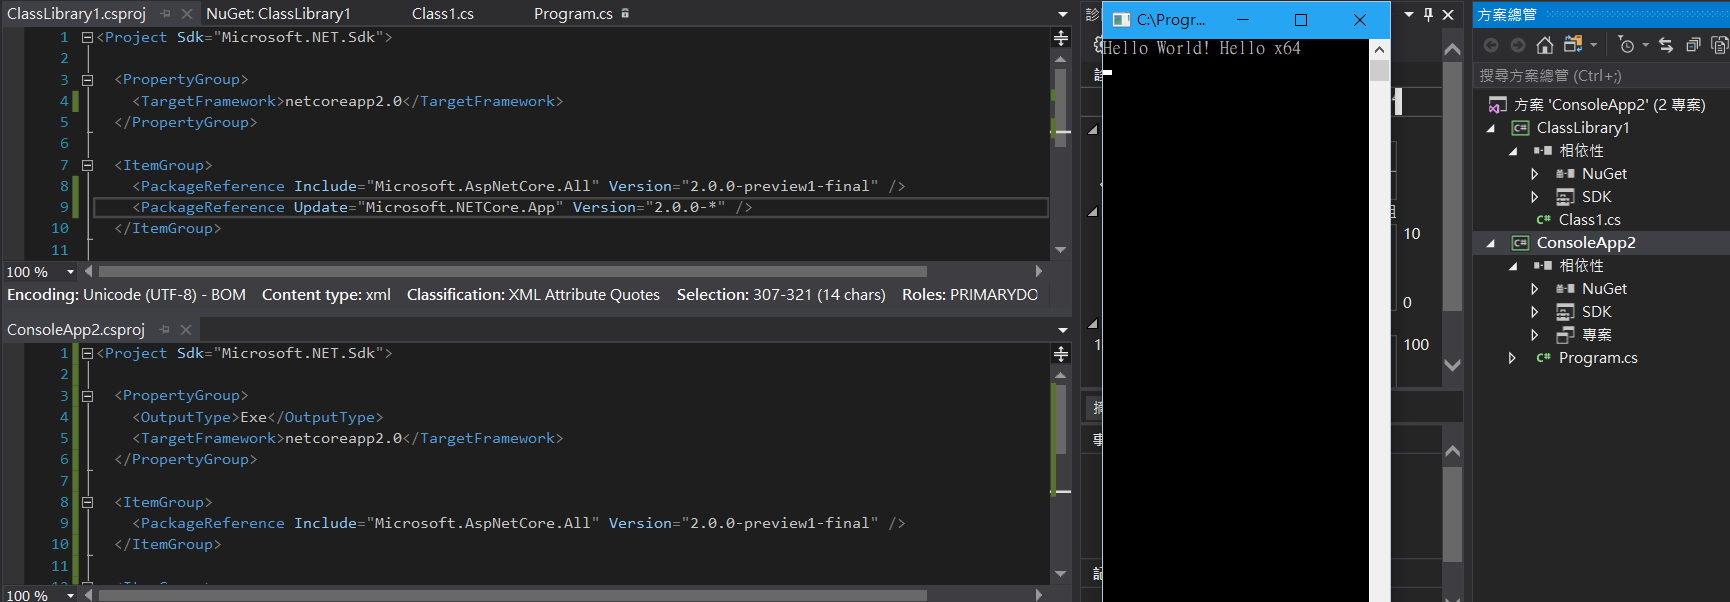 ClassLibrary1.csproj
NuGet: ClassLibrary1
Class1.cs
Program.cs
1 <Project Sdk="Microsoft.NET.Sdk">
2
3 <PropertyGroup>
4 <TargetFramework>netcoreapp2.0</TargetFramework>
5 </PropertyGroup>
6
7 <ItemGroup>
8 <PackageReference Include="Microsoft.AspNetCore.All" Version="2.0.0-preview1-final" />
9 <PackageReference Update="Microsoft.NETCore.App" Version="2.0.0-*" />
10 </ItemGroup>
11
100 %
Encoding: Unicode (UTF-8) - BOM Content type: xml Classification: XML Attribute Quotes Selection: 307-321 (14 chars) Roles: PRIMARYDO
ConsoleApp2.csproj
1 <Project Sdk="Microsoft.NET.Sdk">
2
3 <PropertyGroup>
4 <OutputType>Exe</OutputType>
5 <TargetFramework>netcoreapp2.0</TargetFramework>
6 </PropertyGroup>
7
8 <ItemGroup>
9 <PackageReference Include="Microsoft.AspNetCore.All" Version="2.0.0-preview1-final" />
10 </ItemGroup>
11
100 %
C:\Progr...
Hello World! Hello x64
診
10
0
1
100
摘
事
記
方案總管
搜尋方案總管 (Ctrl+;)
方案 'ConsoleApp2' (2 專案)
C# ClassLibrary1
相依性
NuGet
SDK
C# Class1.cs
C# ConsoleApp2
相依性
NuGet
SDK
專案
C# Program.cs